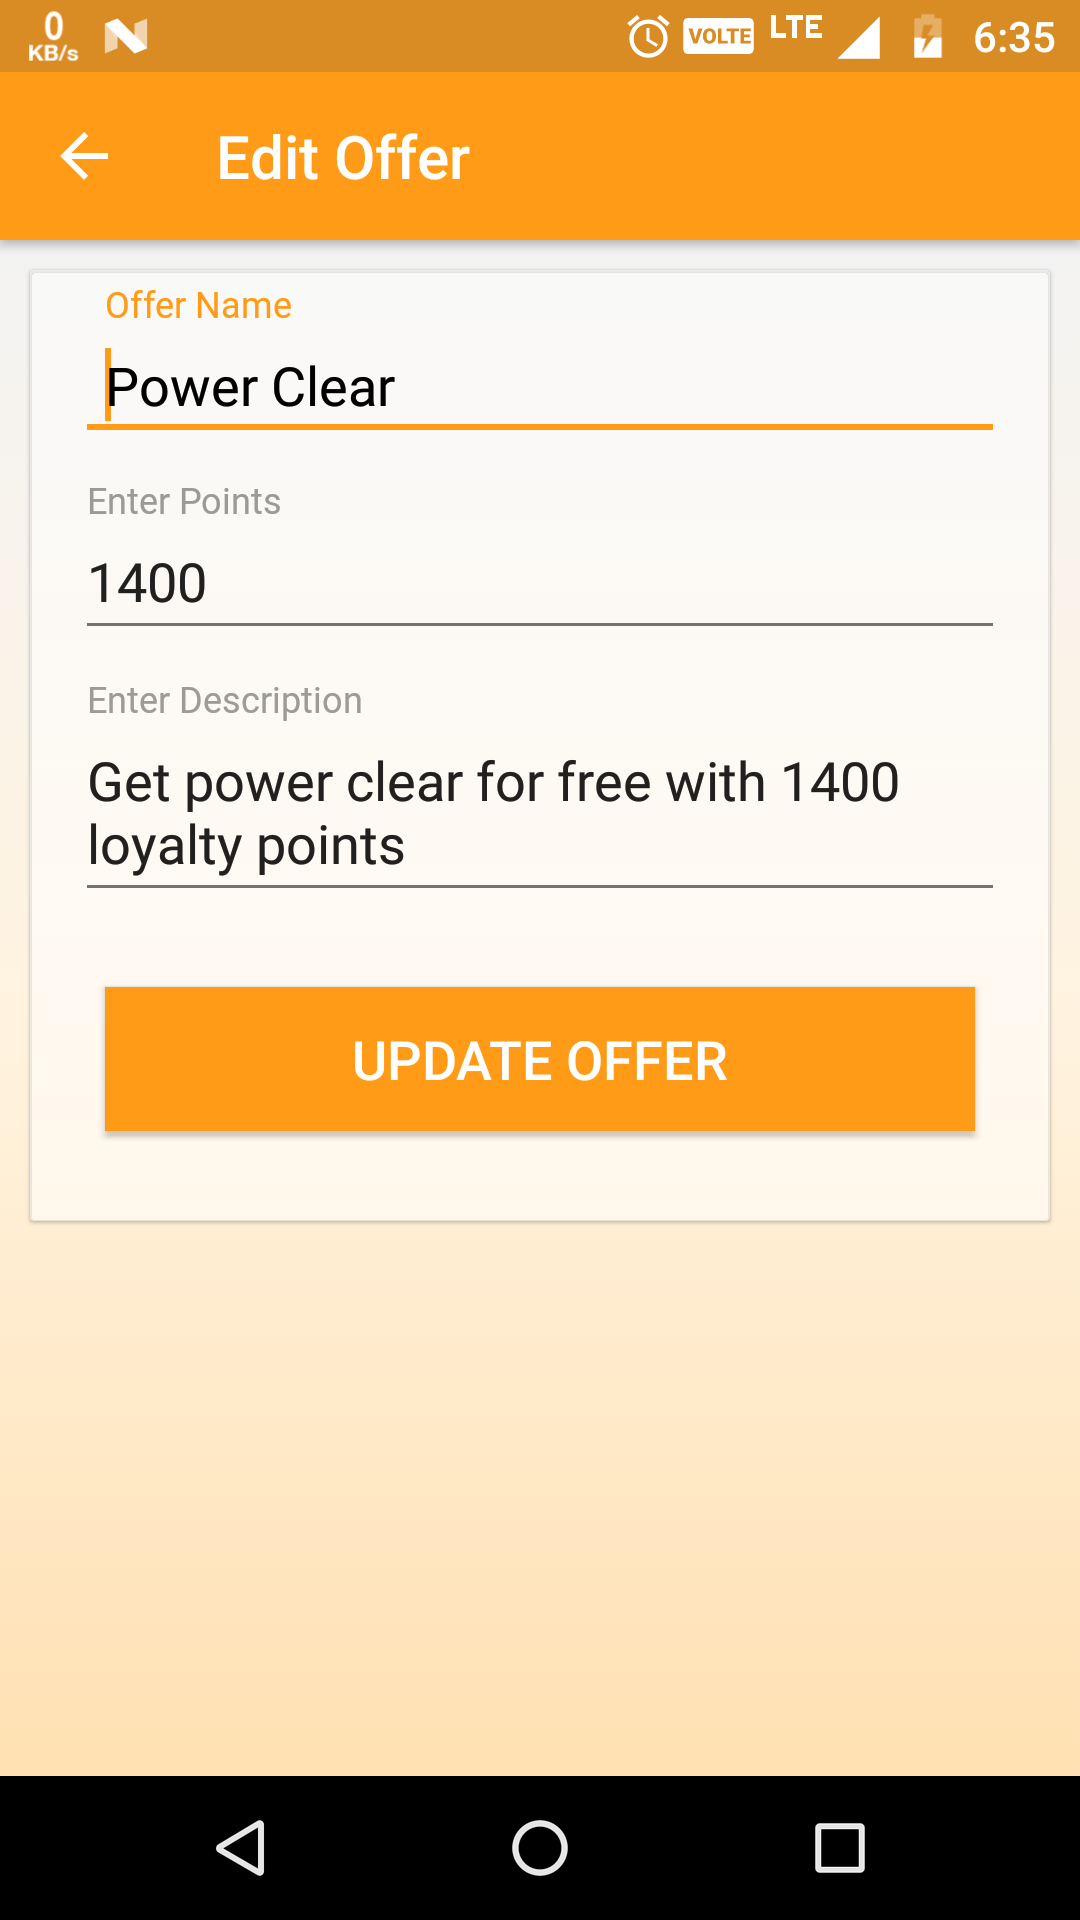 0
KB/s
VOLTE LTE 6:35
Edit Offer
Offer Name
Power Clear
Enter Points
1400
Enter Description
Get power clear for free with 1400
loyalty points
UPDATE OFFER